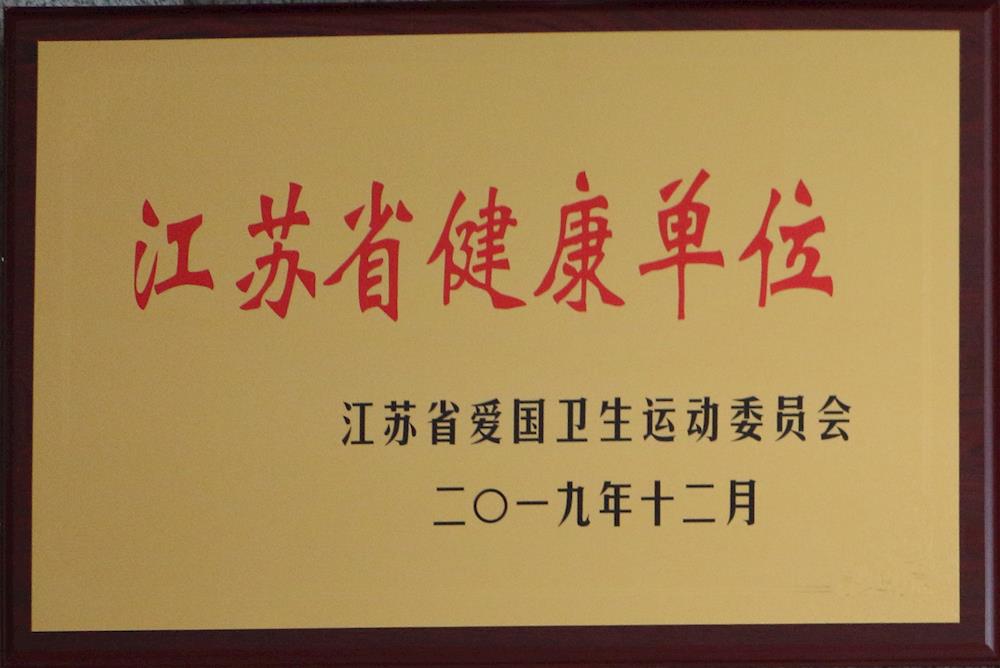 江苏省健康单位
江苏省爱国卫生运动委员会
二〇一九年十二月